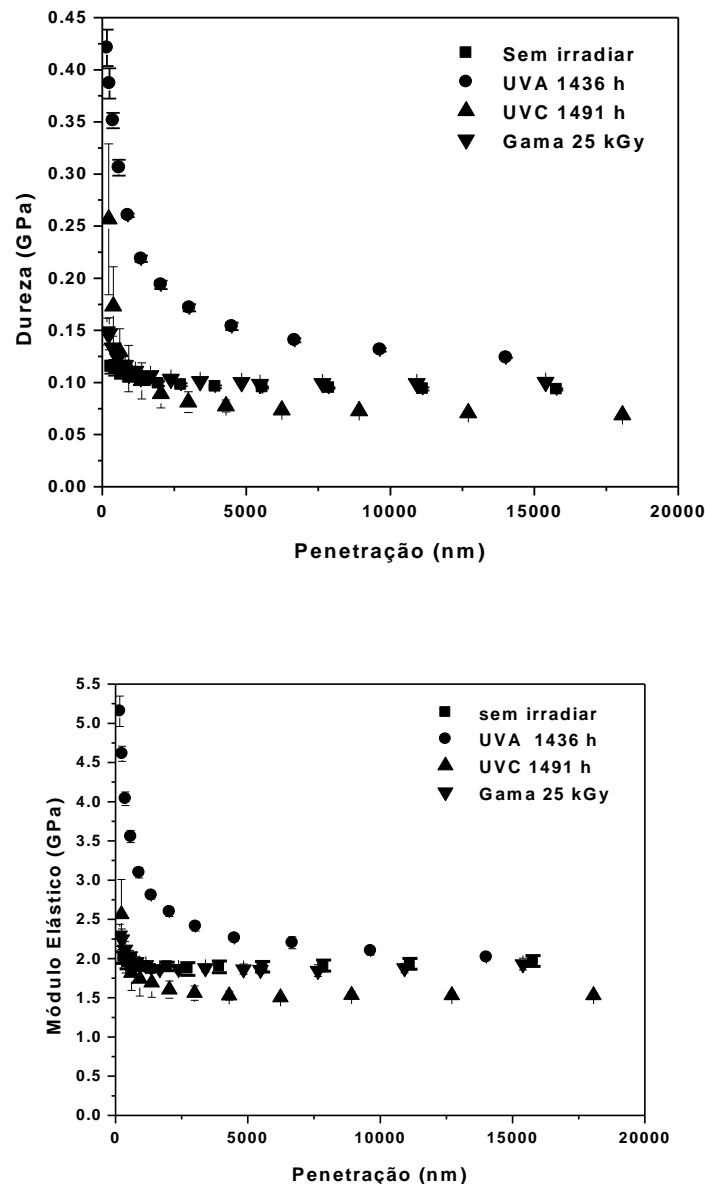 0.45
0.40
0.35
0.30
0.25
0.20
0.15
0.10
0.05
0.00
Dureza (GPa)
Sem irradiar
UVA 1436 h
UVC 1491 h
Gama 25 kGy
0 5000 10000 15000 20000
Penetração (nm)
5.5
5.0
4.5
4.0
3.5
3.0
2.5
2.0
1.5
1.0
0.5
0.0
Módulo Elástico (GPa)
sem irradiar
UVA 1436 h
UVC 1491 h
Gama 25 kGy
0 5000 10000 15000 20000
Penetração (nm)